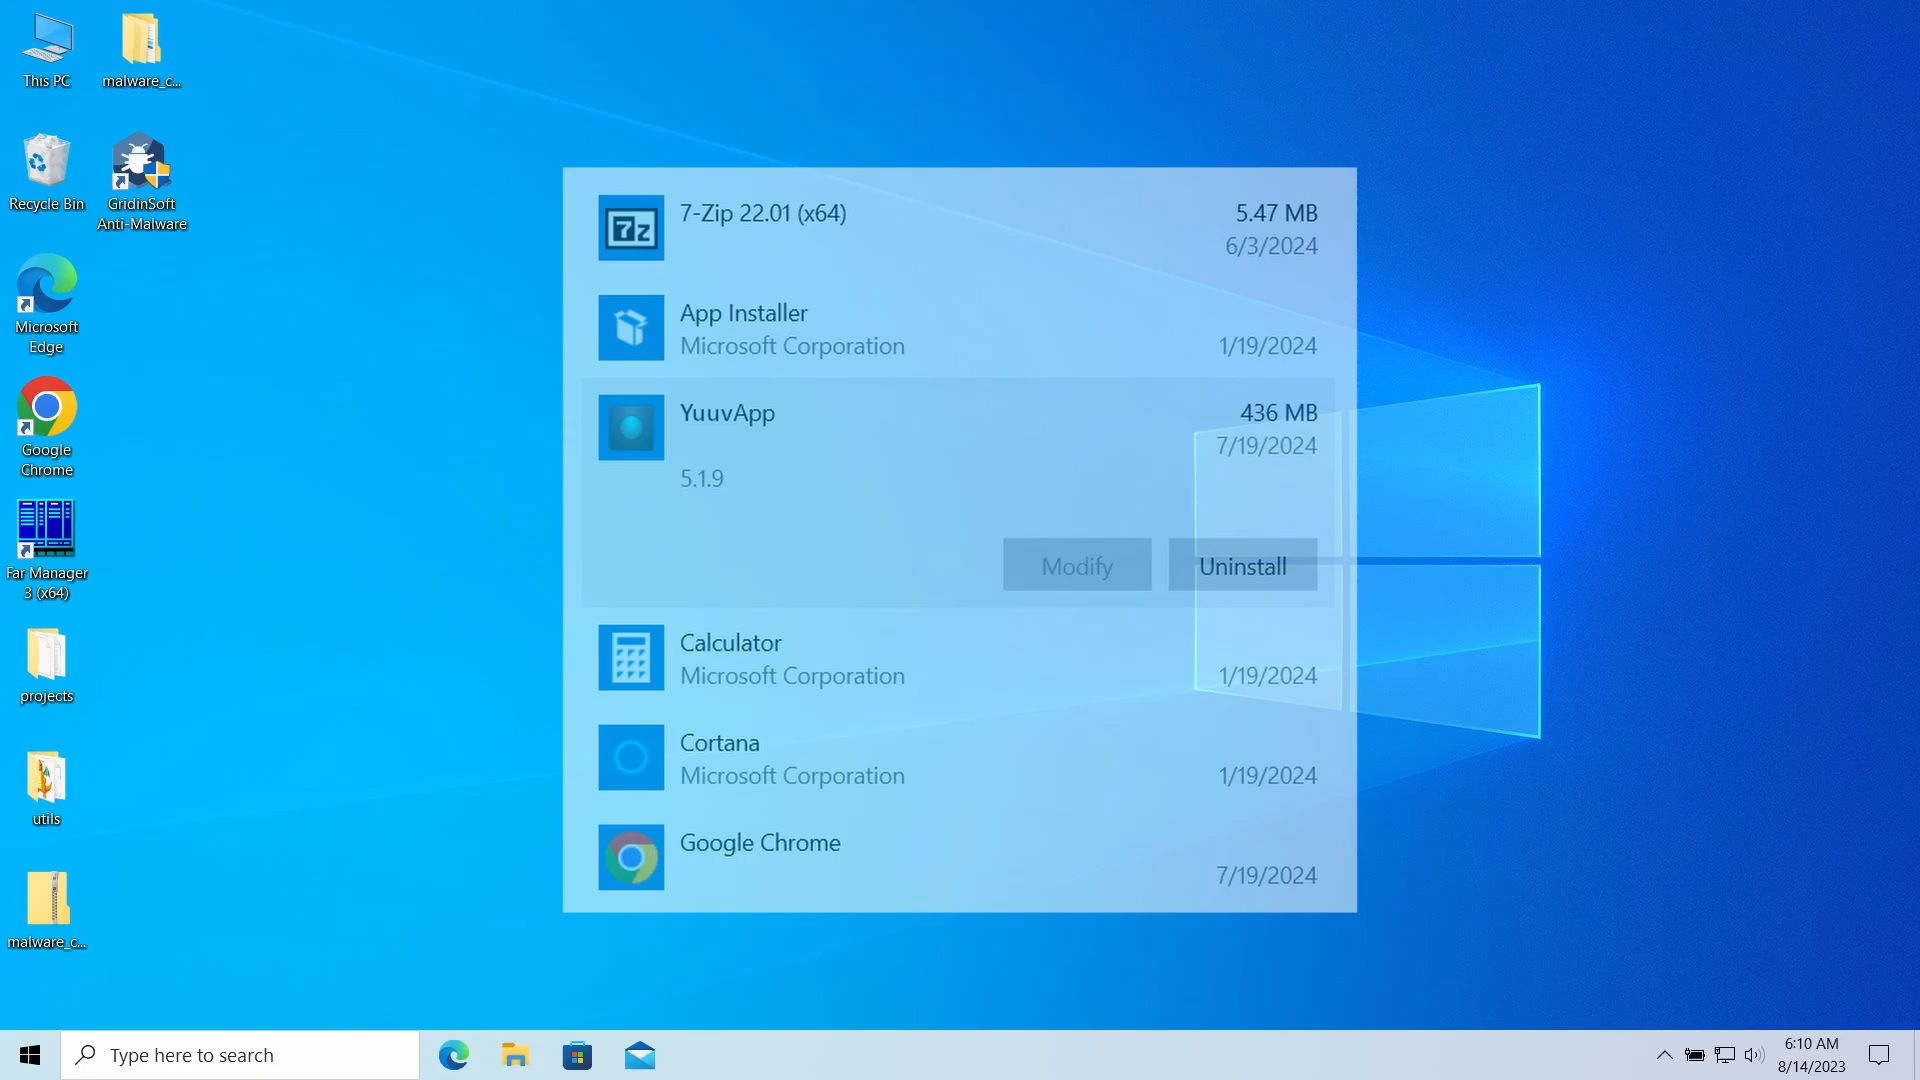 This PC
malware_c...
Recycle Bin
GridinSoft
Anti-Malware
Microsoft
Edge
Google
Chrome
Far Manager
3 (x64)
projects
utils
malware_c...
7z
7-Zip 22.01 (x64)
5.47 MB
6/3/2024
App Installer
Microsoft Corporation
1/19/2024
YuuvApp
436 MB
7/19/2024
5.1.9
Modify
Uninstall
Calculator
Microsoft Corporation
1/19/2024
Cortana
Microsoft Corporation
1/19/2024
Google Chrome
7/19/2024
Type here to search
6:10 AM
8/14/2023